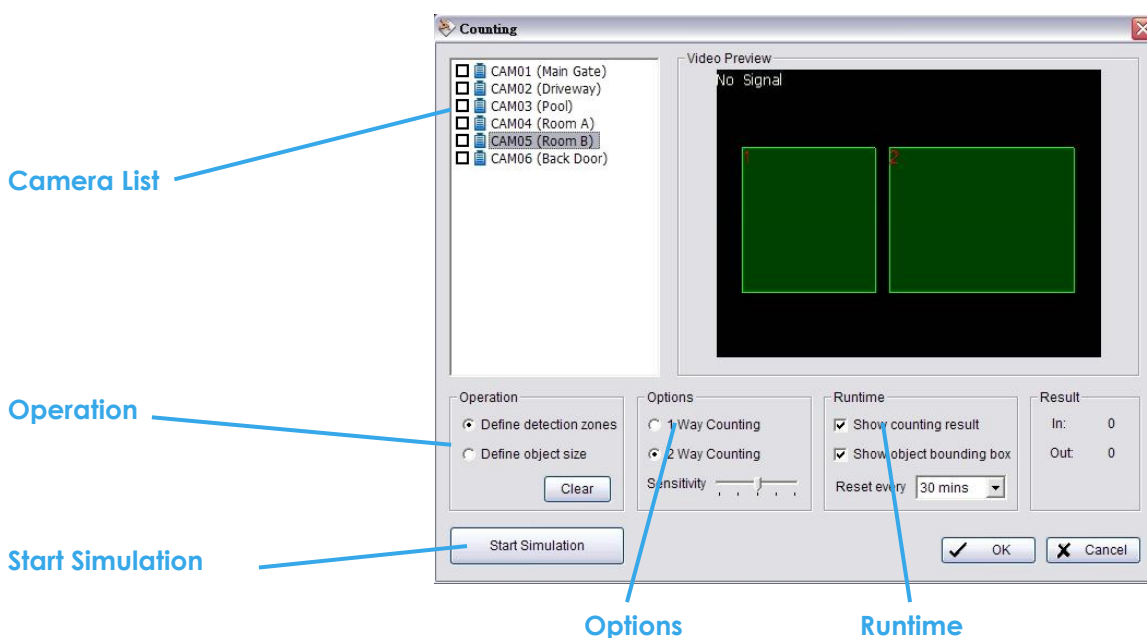 Counting
CAM01 (Main Gate)
CAM02 (Driveway)
CAM03 (Pool)
CAM04 (Room A)
CAM05 (Room B)
CAM06 (Back Door)
Video Preview
No Signal
1
2
Camera List
Operation
Operation
Define detection zones
Define object size
Clear
Options
1 Way Counting
2 Way Counting
Sensitivity
Runtime
Show counting result
Show object bounding box
Reset every 30 mins
Result
In: 0
Out: 0
Start Simulation
Start Simulation
OK
Cancel
Options
Runtime